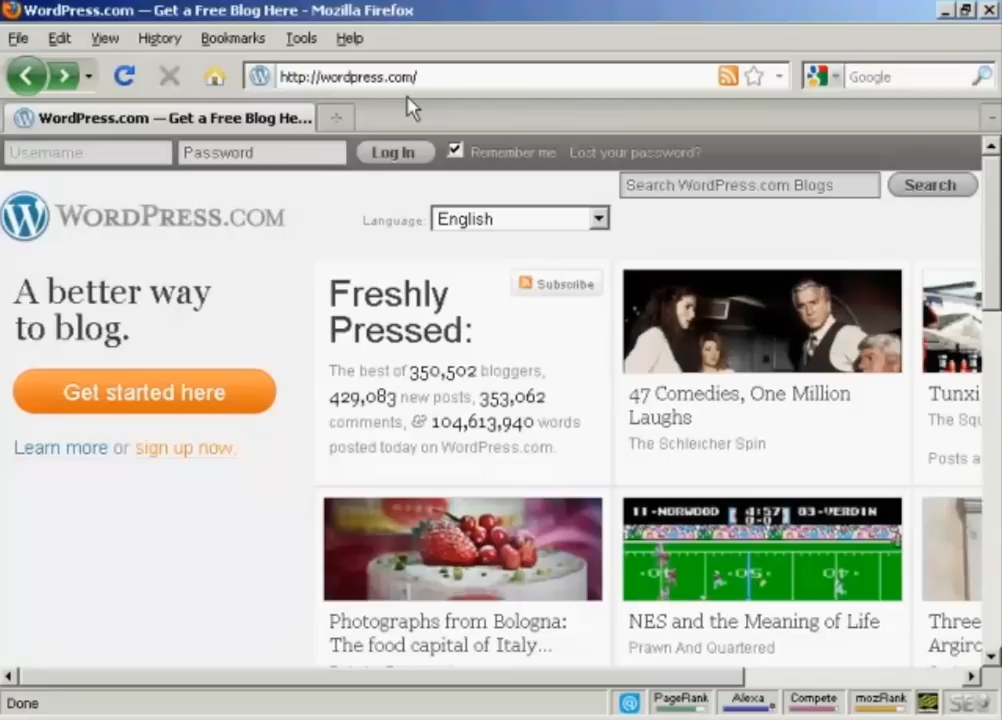 WordPress.com — Get a Free Blog Here - Mozilla Firefox
File Edit View History Bookmarks Tools Help
http://wordpress.com/
Google
WordPress.com — Get a Free Blog He...
Username Password Log In Remember me Lost your password?
Search WordPress.com Blogs Search
WORDPRESS.COM
Language: English
A better way
to blog.
Get started here
Learn more or sign up now.
Freshly
Pressed:
Subscribe
The best of 350,502 bloggers,
429,083 new posts, 353,062
comments, & 104,613,940 words
posted today on WordPress.com.
47 Comedies, One Million
Laughs
The Schleicher Spin
Tunxi
The Squ
Posts a
Photographs from Bologna:
The food capital of Italy...
11-NORWOOD 4:57 83-VERDIN
NES and the Meaning of Life
Prawn And Quartered
Three
Argiro
Done
PageRank Alexa Compete mozRank